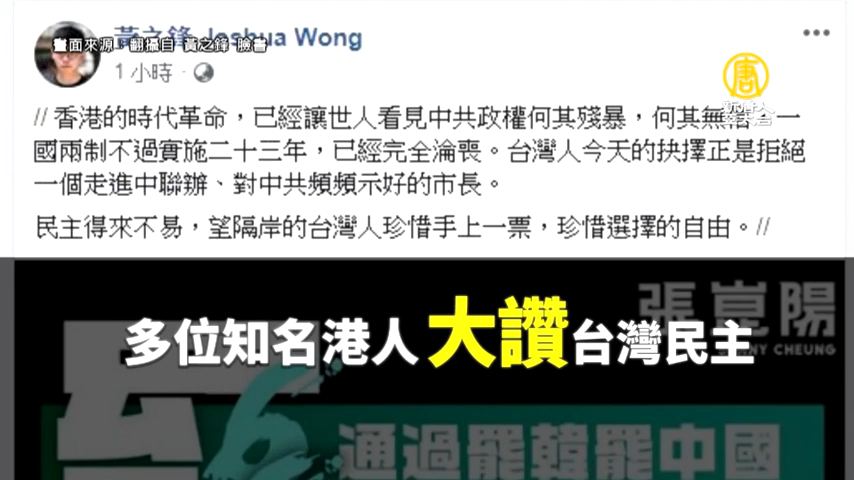 黃之鋒 Joshua Wong
畫面來源：翻攝自 黃之鋒 臉書
1 小時
唐
新唐人
// 香港的時代革命，已經讓世人看見中共政權何其殘暴，何其無
一
國兩制不過實施二十三年，已經完全淪喪。台灣人今天的抉擇正是拒絕
一個走進中聯辦、對中共頻頻示好的市長。
民主得來不易，望隔岸的台灣人珍惜手上一票，珍惜選擇的自由。//
張崑陽
NY CHEUNG
多位知名港人大讚台灣民主
6
通過罷韓罷中國